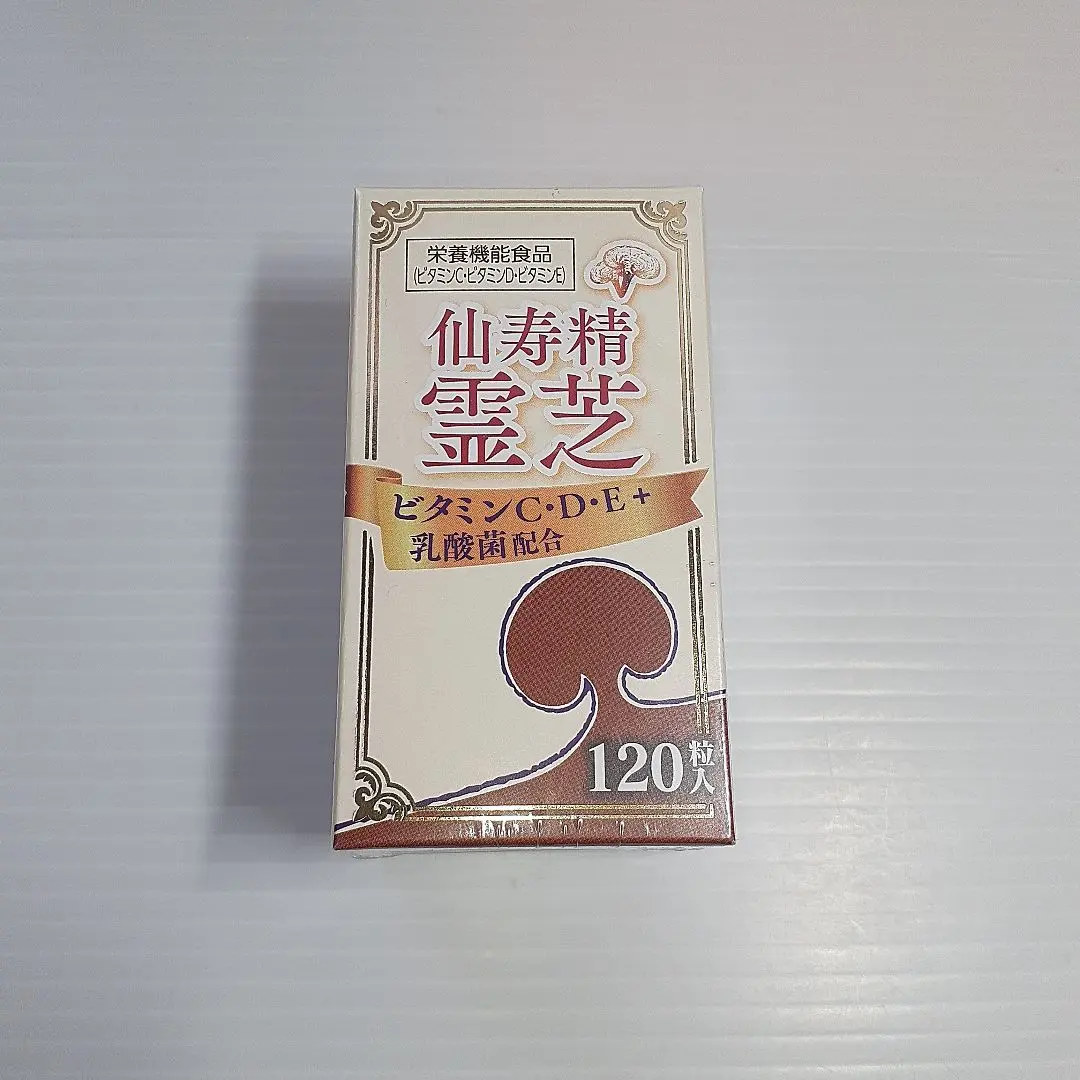 栄養機能食品
(ビタミンC・ビタミンD・ビタミンE)
仙寿精
霊芝
ビタミンC・D・E+
乳酸菌配合
120粒入